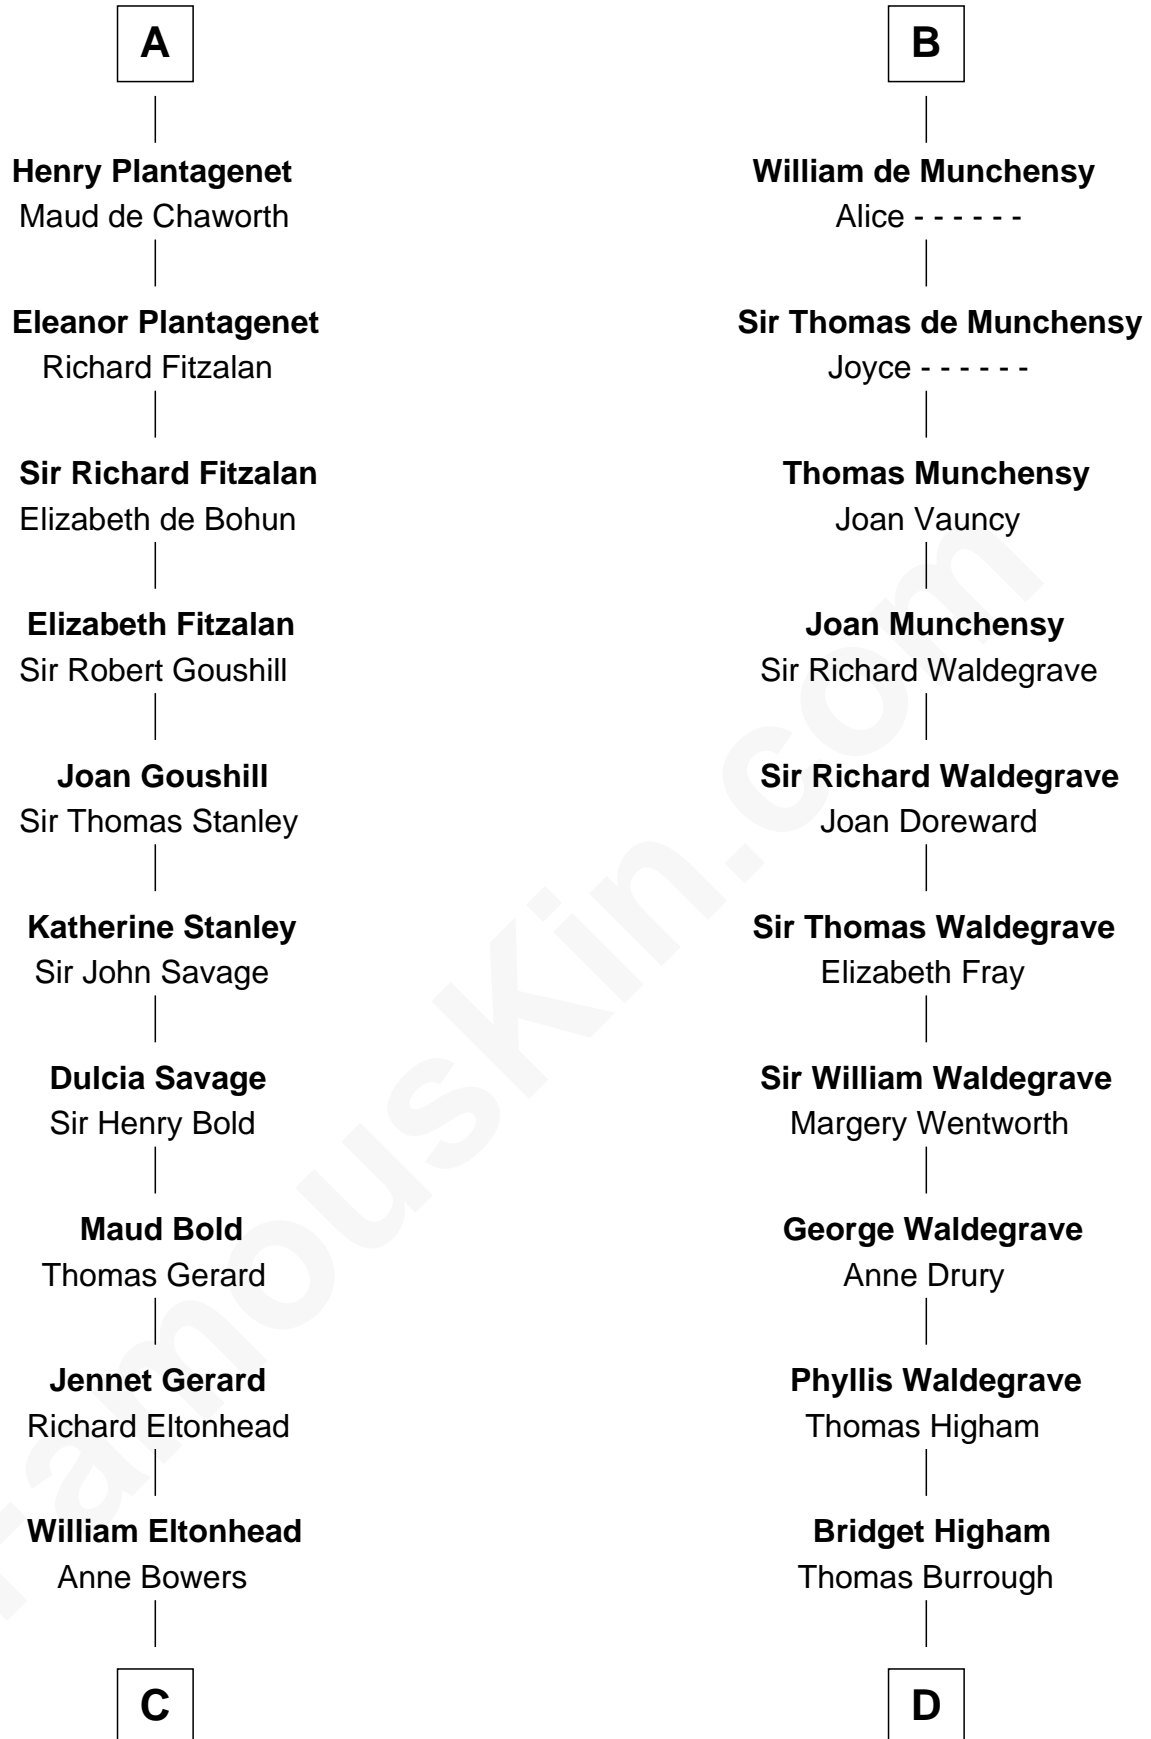 A
Henry Plantagenet
Maud de Chaworth
Eleanor Plantagenet
Richard Fitzalan
Sir Richard Fitzalan
Elizabeth de Bohun
Elizabeth Fitzalan
Sir Robert Goushill
Joan Goushill
Sir Thomas Stanley
Katherine Stanley
Sir John Savage
Dulcia Savage
Sir Henry Bold
Maud Bold
Thomas Gerard
Jennet Gerard
Richard Eltonhead
William Eltonhead
Anne Bowers
C
B
William de Munchensy
Alice - - - - - -
Sir Thomas de Munchensy
Joyce - - - - - -
Thomas Munchensy
Joan Vauncy
Joan Munchensy
Sir Richard Waldegrave
Sir Richard Waldegrave
Joan Doreward
Sir Thomas Waldegrave
Elizabeth Fray
Sir William Waldegrave
Margery Wentworth
George Waldegrave
Anne Drury
Phyllis Waldegrave
Thomas Higham
Bridget Higham
Thomas Burrough
D
FamousKin.com